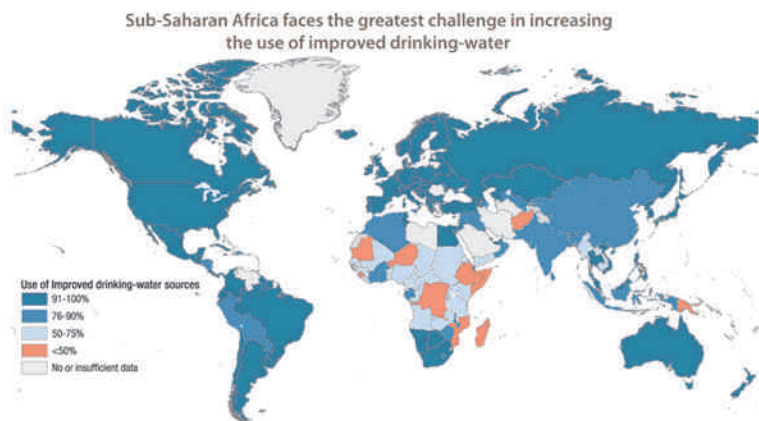 Sub-Saharan Africa faces the greatest challenge in increasing
the use of improved drinking-water
Use of Improved drinking-water sources
91-100%
76-90%
50-75%
<50%
No or insufficient data